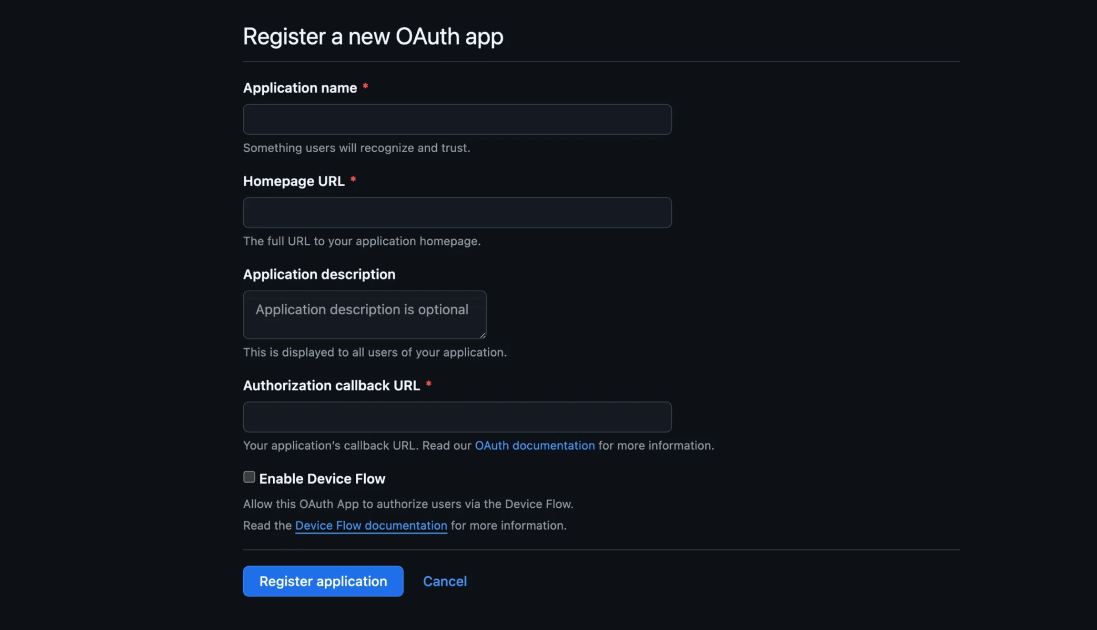 Register a new OAuth app
Application name *
Something users will recognize and trust.
Homepage URL *
The full URL to your application homepage.
Application description
Application description is optional
This is displayed to all users of your application.
Authorization callback URL *
Your application's callback URL. Read our OAuth documentation for more information.
Enable Device Flow
Allow this OAuth App to authorize users via the Device Flow.
Read the Device Flow documentation for more information.
Register application Cancel